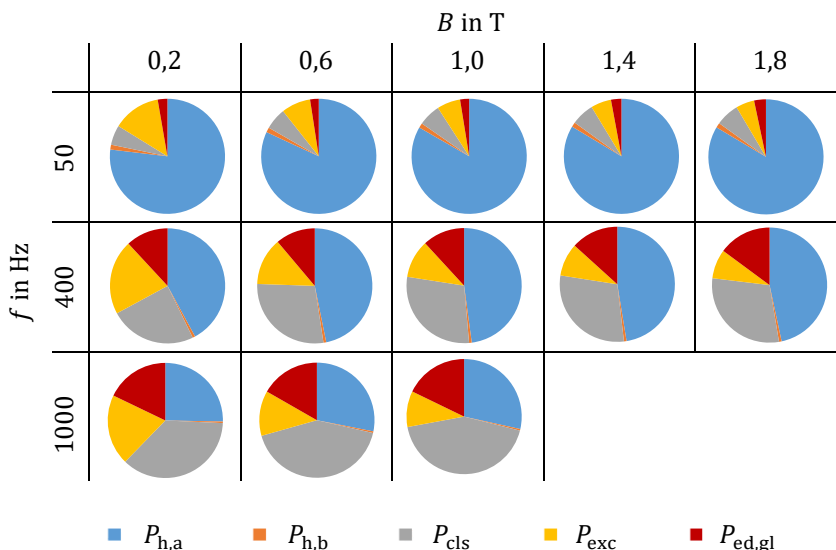 B in T
0,2 0,6 1,0 1,4 1,8
f in Hz
50
400
1000
P_h,a P_h,b P_cls P_exc P_ed,gl